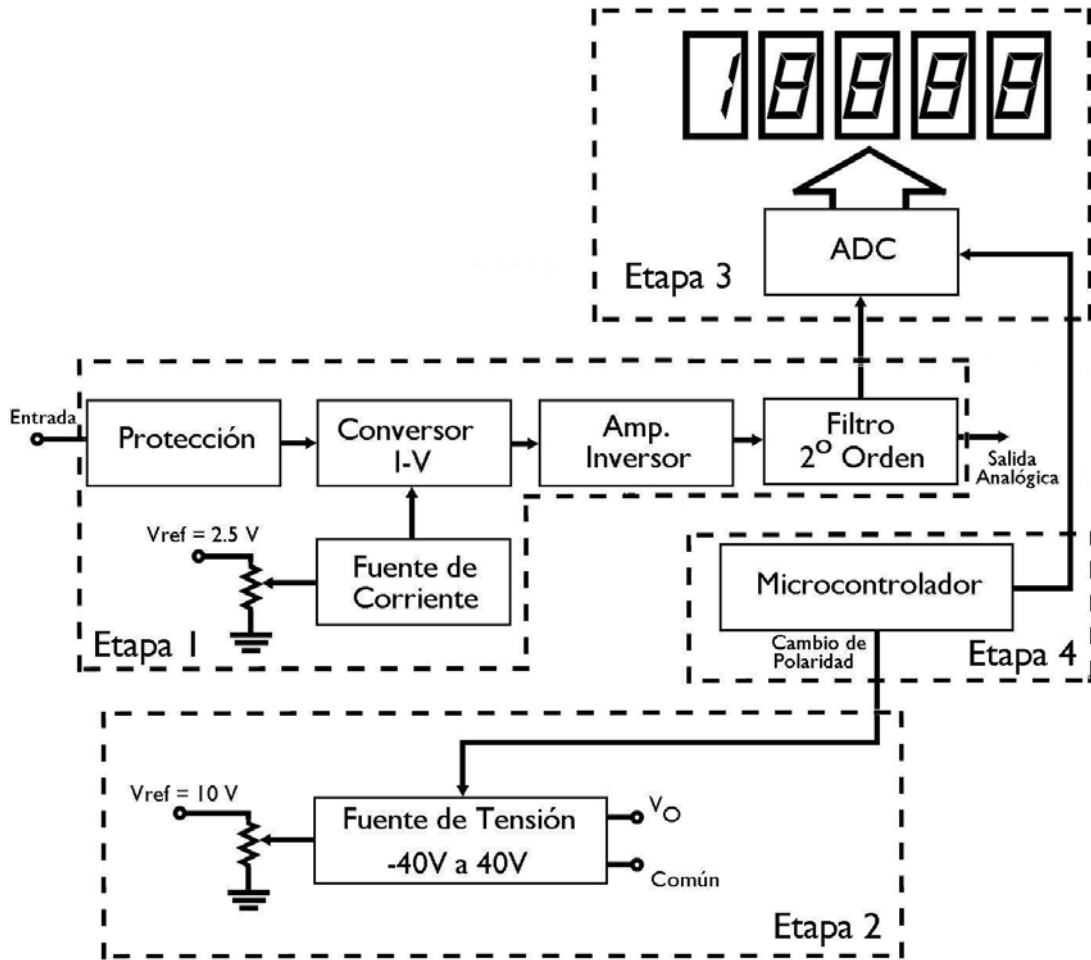 18888
ADC
Etapa 3
Entrada
Protección
Conversor
I-V
Amp.
Inversor
Filtro
2º Orden
Salida
Analógica
Vref = 2.5 V
Fuente de
Corriente
Etapa 1
Microcontrolador
Cambio de
Polaridad
Etapa 4
Vref = 10 V
Fuente de Tensión
-40V a 40V
VO
Común
Etapa 2